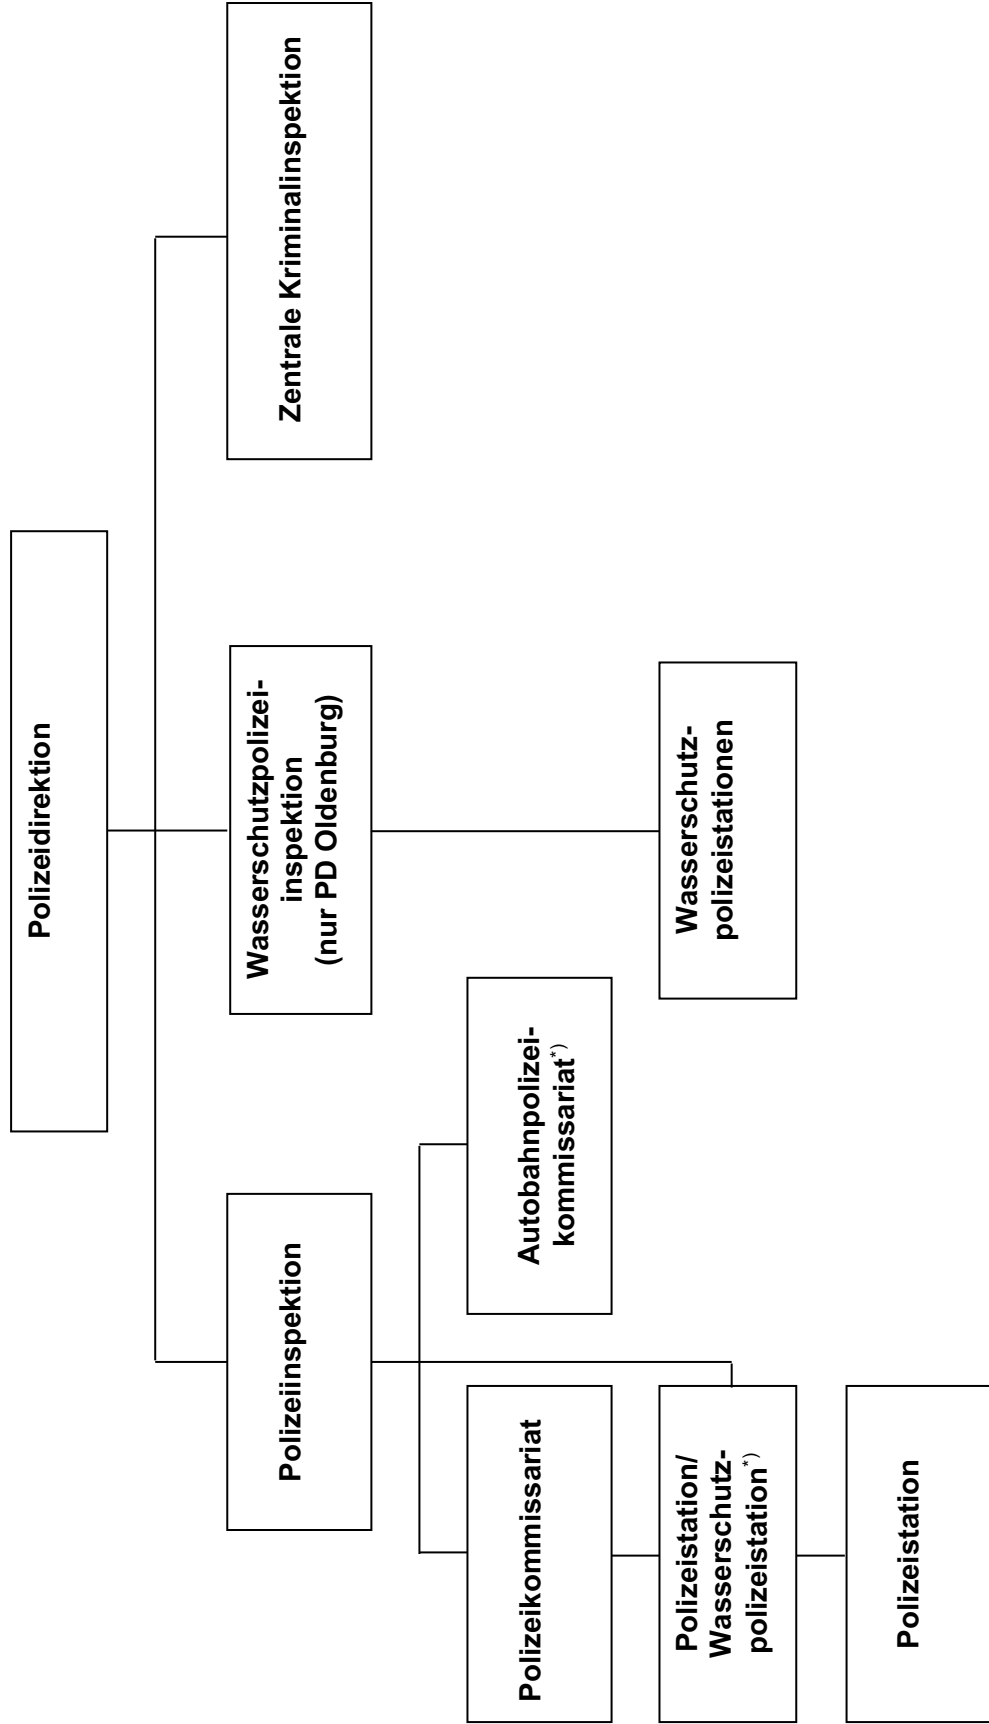 Polizeidirektion
Polizeiinspektion
Wasserschutzpolizei-
inspektion
(nur PD Oldenburg)
Zentrale Kriminalinspektion
Polizeikommissariat
Autobahnpolizei-
kommissariat*)
Polizeistation/
Wasserschutz-
polizeistation*)
Wasserschutz-
polizeistationen
Polizeistation